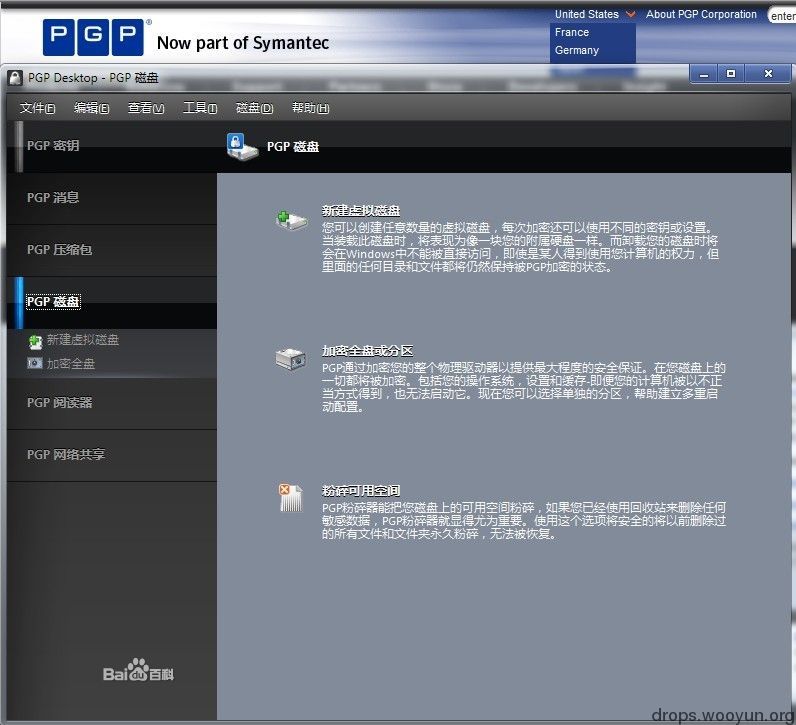 United States About PGP Corporation enter
PGP® Now part of Symantec
France
Germany
PGP Desktop - PGP 磁盘
文件(F) 编辑(E) 查看(V) 工具(T) 磁盘(D) 帮助(H)
PGP 密钥
PGP 消息
PGP 压缩包
PGP 磁盘
新建虚拟磁盘
加密全盘
PGP 阅读器
PGP 网络共享
PGP 磁盘
新建虚拟磁盘
您可以创建任意数量的虚拟磁盘，每次加密还可以使用不同的密钥或设置。
当装载此磁盘时，将表现为像一块您的附属硬盘一样。而卸载您的磁盘时将
会在Windows中不能被直接访问，即使是某人得到使用您计算机的权力，但
里面的任何目录和文件都将仍然保持被PGP加密的状态。
加密全盘或分区
PGP通过加密您的整个物理驱动器以提供最大程度的安全保证。在您磁盘上的
一切都将被加密。包括您的操作系统，设置和缓存-即便您的计算机被以不正
当方式得到，也无法启动它。现在您可以选择单独的分区，帮助建立多重启
动配置。
粉碎可用空间
PGP粉碎器能把您磁盘上的可用空间粉碎，如果您已经使用回收站来删除任何
敏感数据，PGP粉碎器就显得尤为重要。使用这个选项将安全的将以前删除过
的所有文件和文件夹永久粉碎，无法被恢复。
Bai du 百科
drops.wooyun.org